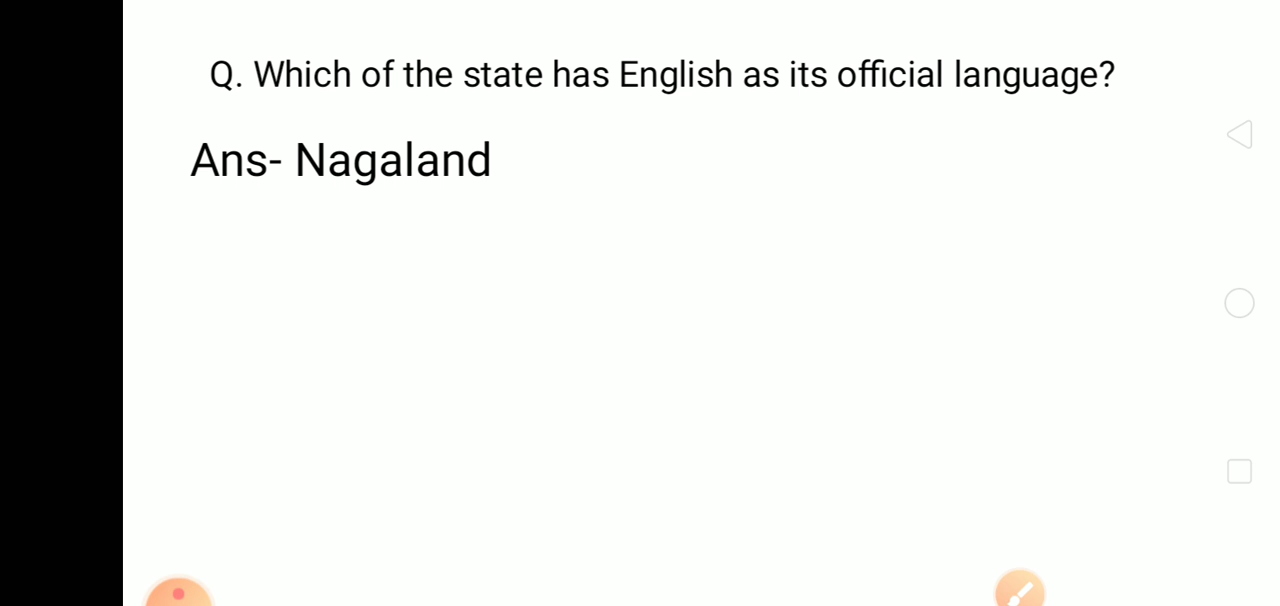 Q. Which of the state has English as its official language?
Ans- Nagaland